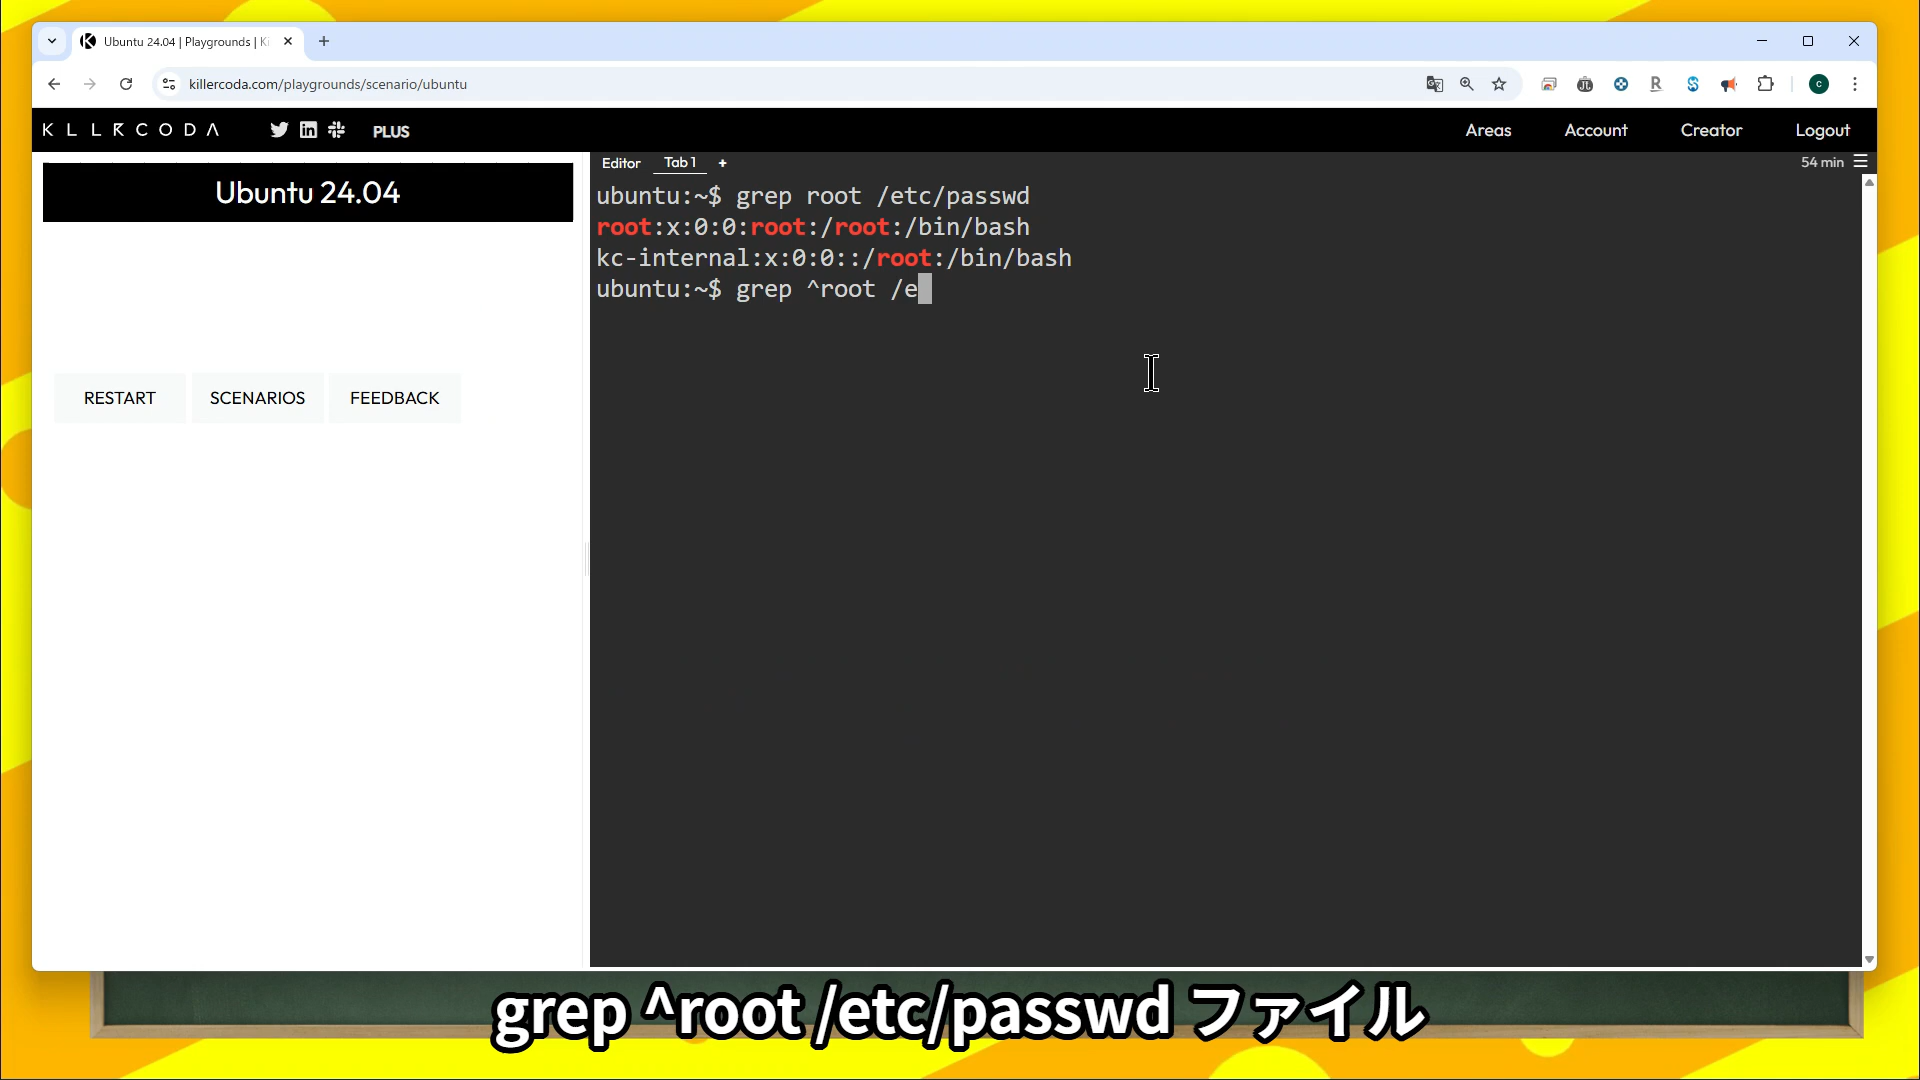 Ubuntu 24.04 | Playgrounds | Ki
killercoda.com/playgrounds/scenario/ubuntu
KLLRCODA
PLUS
Areas
Account
Creator
Logout
Ubuntu 24.04
RESTART
SCENARIOS
FEEDBACK
Editor
Tab 1
+
54 min
ubuntu:~$ grep root /etc/passwd
root:x:0:0:root:/root:/bin/bash
kc-internal:x:0:0::/root:/bin/bash
ubuntu:~$ grep ^root /e
grep ^root /etc/passwd ファイル